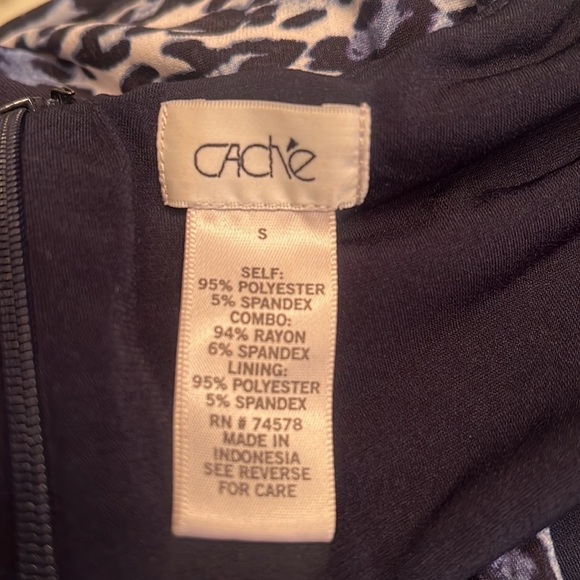 CACHÉ
S
SELF:
95% POLYESTER
5% SPANDEX
COMBO:
94% RAYON
6% SPANDEX
LINING:
95% POLYESTER
5% SPANDEX
RN # 74578
MADE IN
INDONESIA
SEE REVERSE
FOR CARE